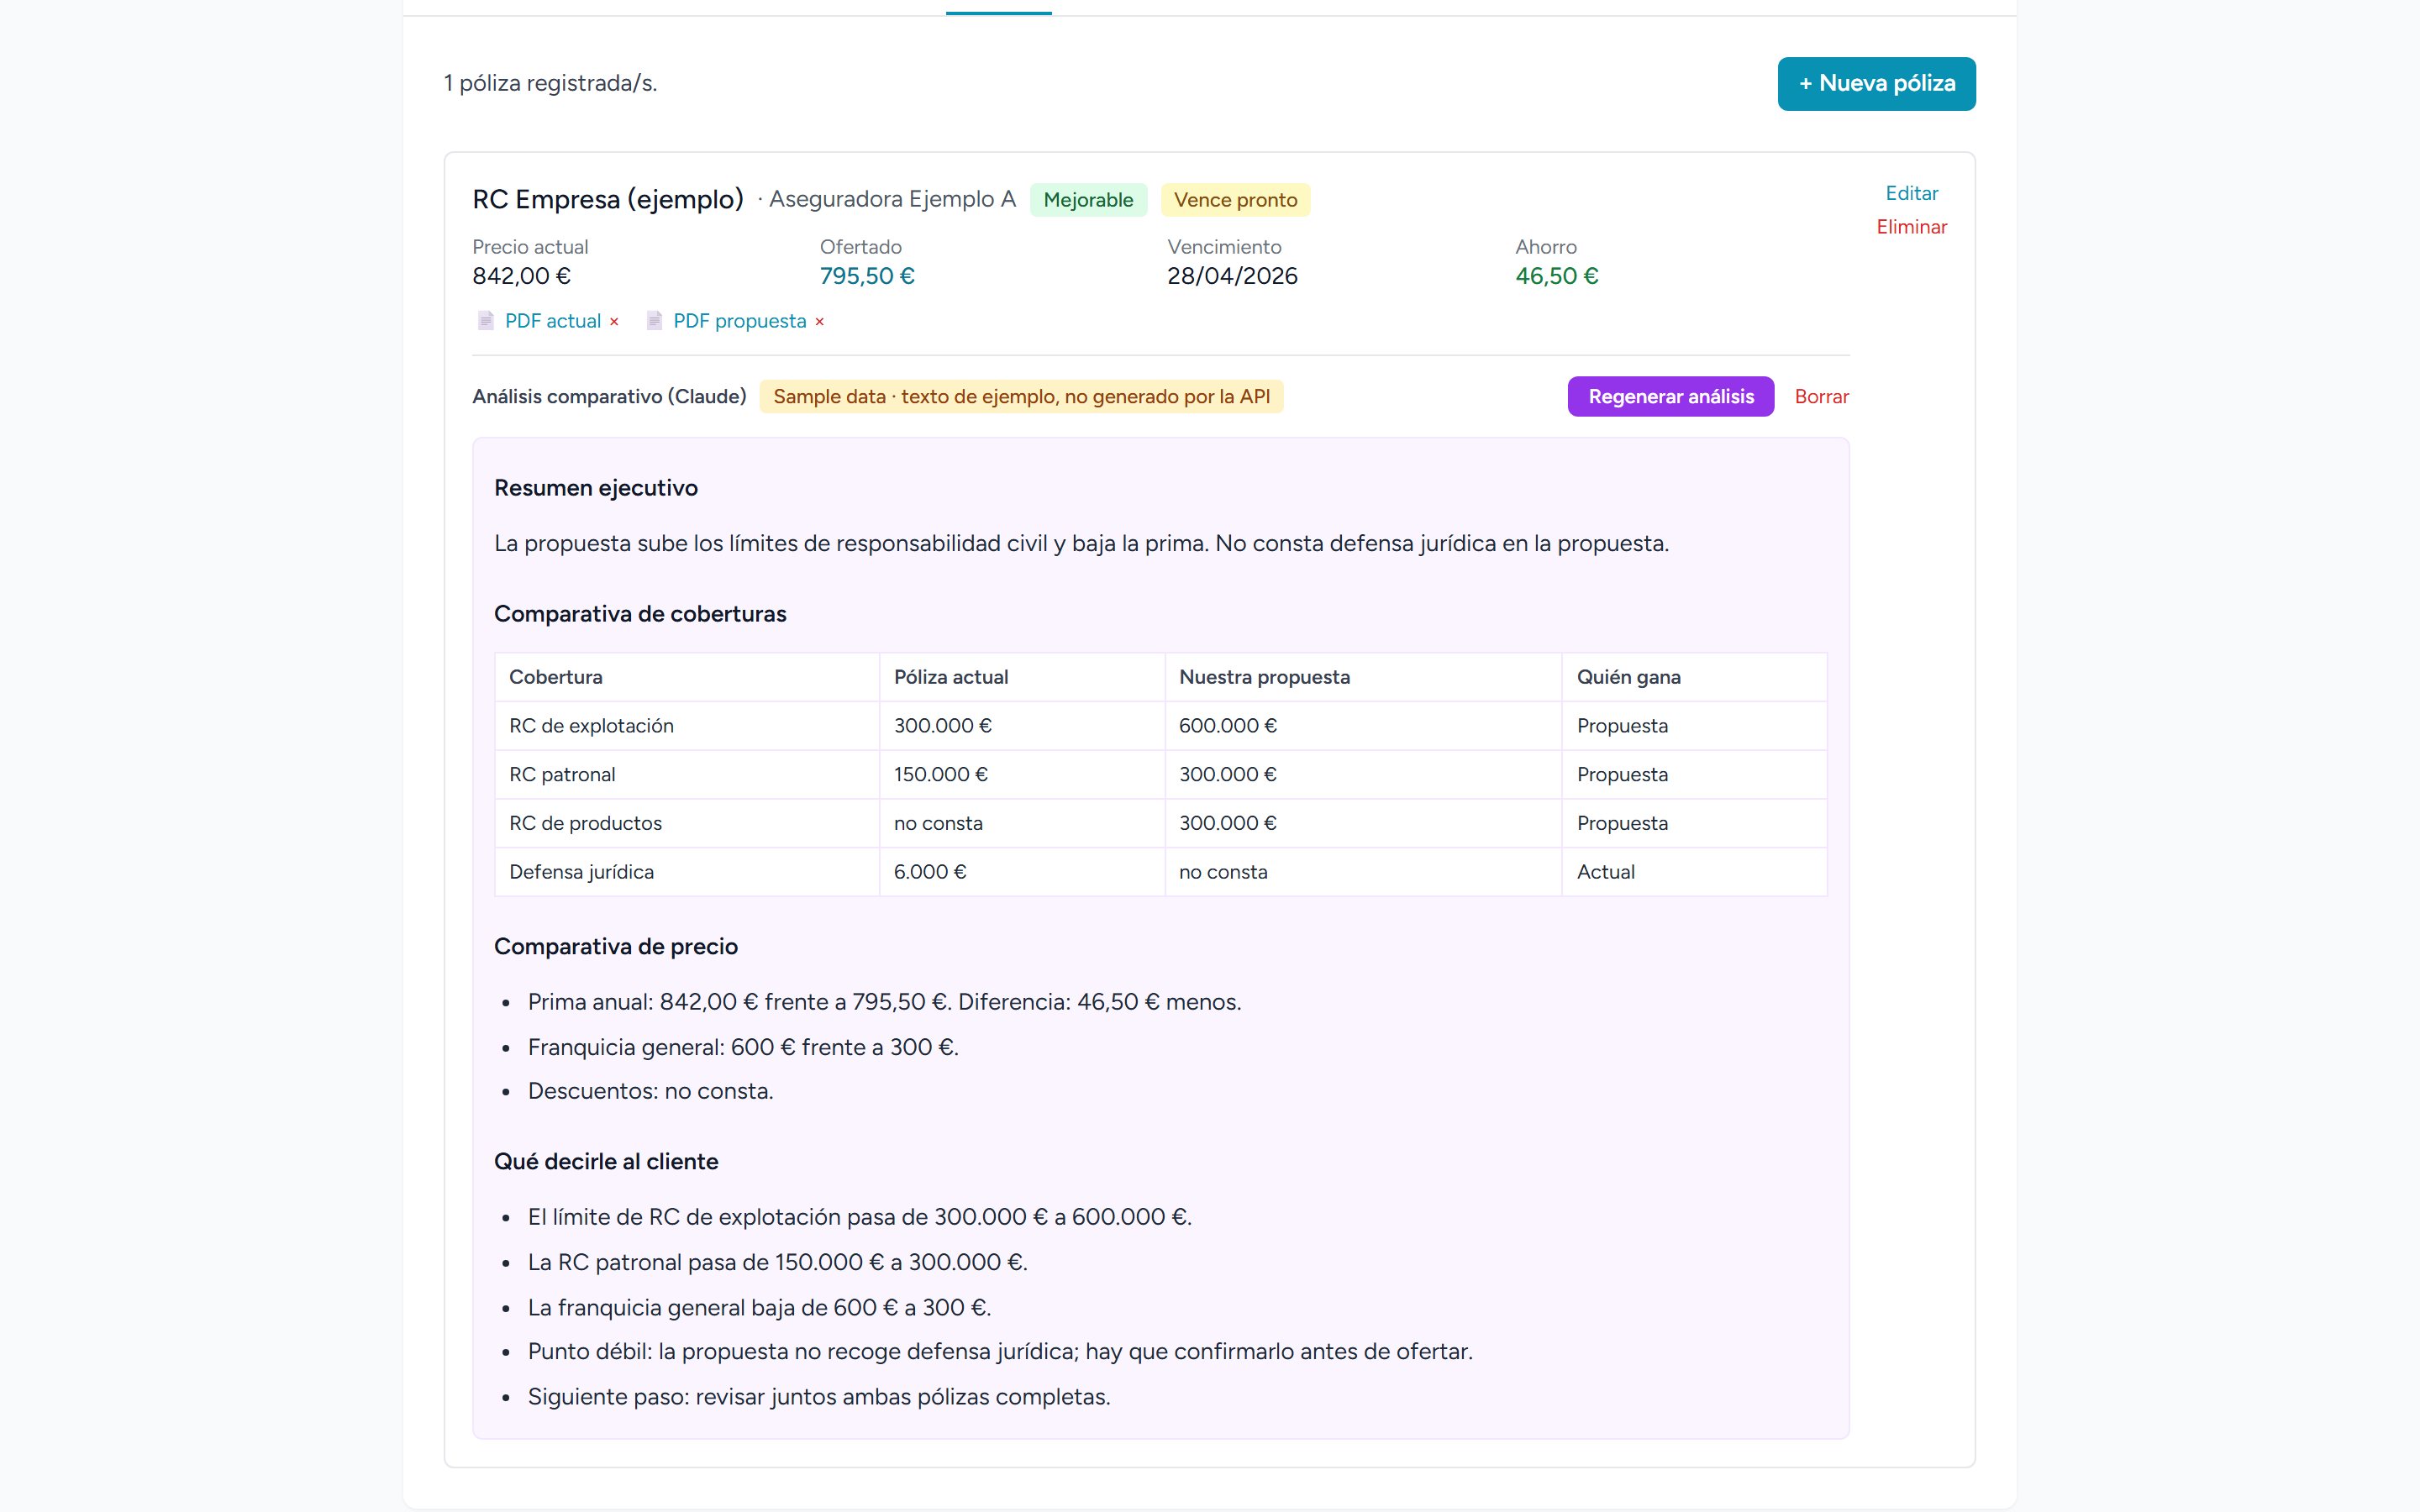 1 póliza registrada/s.
+ Nueva póliza
RC Empresa (ejemplo) · Aseguradora Ejemplo A Mejorable Vence pronto
Editar
Eliminar
Precio actual Ofertado Vencimiento Ahorro
842,00 € 795,50 € 28/04/2026 46,50 €
PDF actual × PDF propuesta ×
Análisis comparativo (Claude) Sample data · texto de ejemplo, no generado por la API Regenerar análisis Borrar
Resumen ejecutivo
La propuesta sube los límites de responsabilidad civil y baja la prima. No consta defensa jurídica en la propuesta.
Comparativa de coberturas
Cobertura Póliza actual Nuestra propuesta Quién gana
RC de explotación 300.000 € 600.000 € Propuesta
RC patronal 150.000 € 300.000 € Propuesta
RC de productos no consta 300.000 € Propuesta
Defensa jurídica 6.000 € no consta Actual
Comparativa de precio
• Prima anual: 842,00 € frente a 795,50 €. Diferencia: 46,50 € menos.
• Franquicia general: 600 € frente a 300 €.
• Descuentos: no consta.
Qué decirle al cliente
• El límite de RC de explotación pasa de 300.000 € a 600.000 €.
• La RC patronal pasa de 150.000 € a 300.000 €.
• La franquicia general baja de 600 € a 300 €.
• Punto débil: la propuesta no recoge defensa jurídica; hay que confirmarlo antes de ofertar.
• Siguiente paso: revisar juntos ambas pólizas completas.